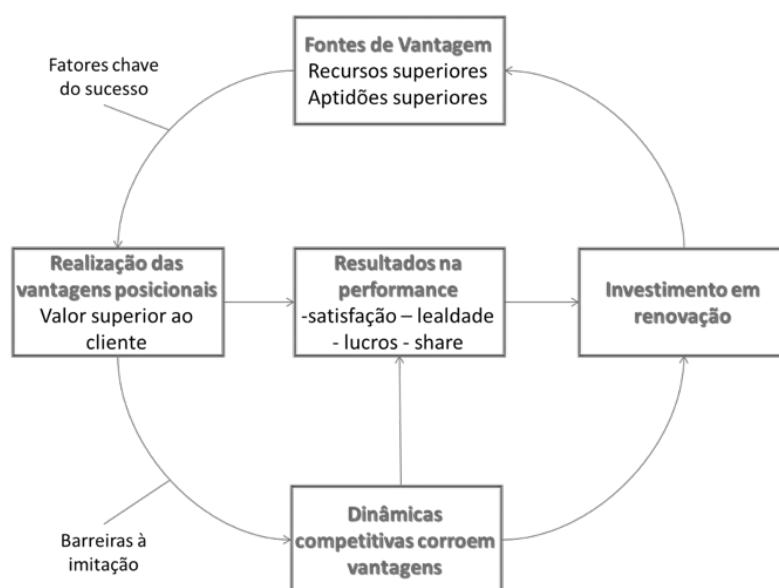 Fontes de Vantagem
Recursos superiores
Aptidões superiores
Fatores chave
do sucesso
Realização das
vantagens posicionais
Valor superior ao
cliente
Resultados na
performance
-satisfação – lealdade
- lucros - share
Investimento em
renovação
Barreiras à
imitação
Dinâmicas
competitivas corroem
vantagens